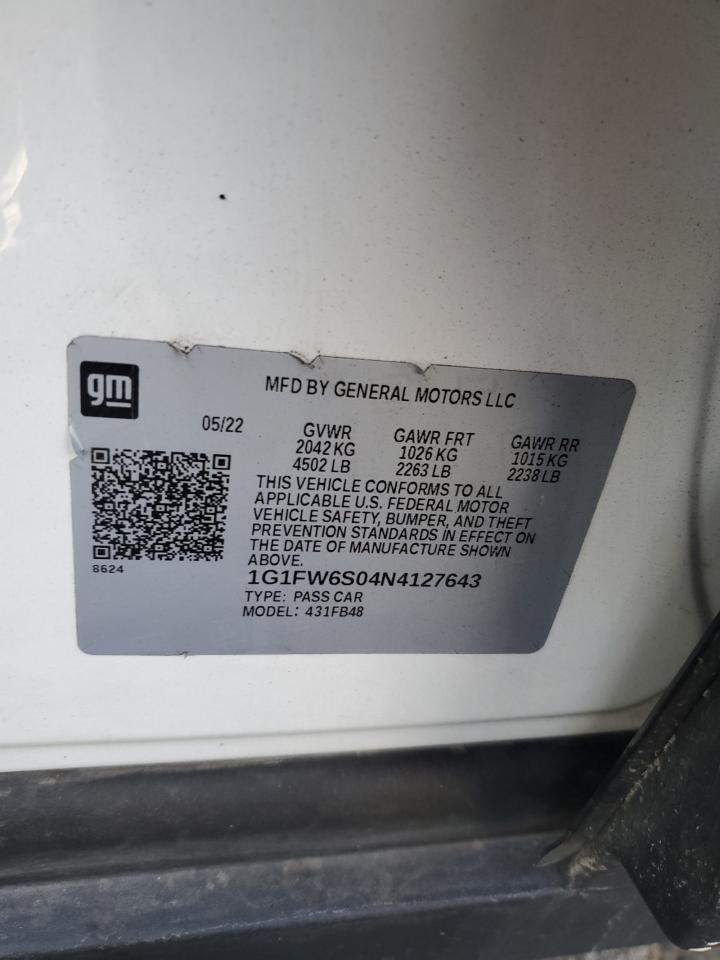 gm
MFD BY GENERAL MOTORS LLC
05/22 GVWR GAWR FRT GAWR RR
2042 KG 1026 KG 1015 KG
4502 LB 2263 LB 2238 LB
THIS VEHICLE CONFORMS TO ALL
APPLICABLE U.S. FEDERAL MOTOR
VEHICLE SAFETY, BUMPER, AND THEFT
PREVENTION STANDARDS IN EFFECT ON
THE DATE OF MANUFACTURE SHOWN
ABOVE.
8624
1G1FW6S04N4127643
TYPE: PASS CAR
MODEL: 431FB48